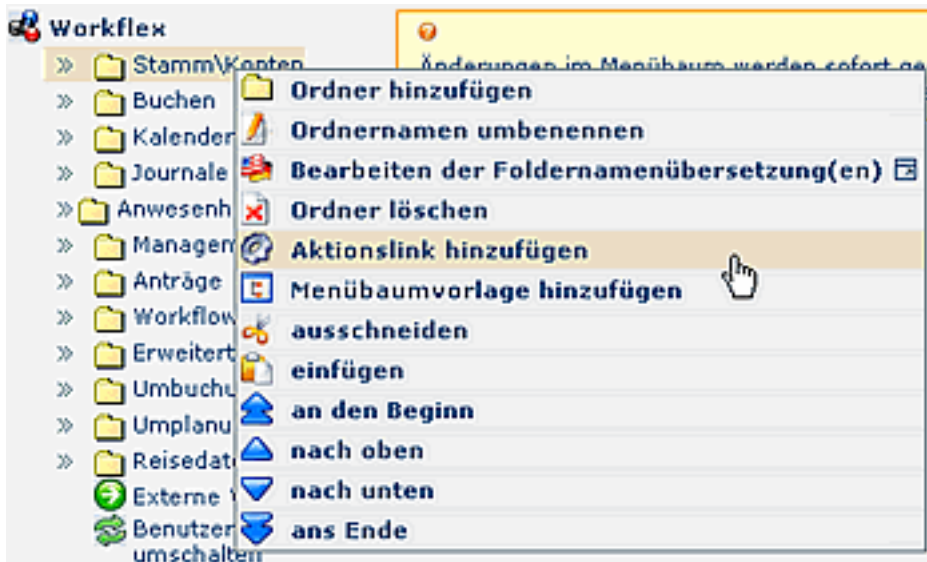 Workflex
Stamm\Konten
Änderungen im Menübaum werden sofort ge
Buchen
Kalender
Journale
Anwesenh
Managem
Anträge
Workflow
Erweitert
Umbuchu
Umplanu
Reisedat
Externe
Benutzer
umschalten
Ordner hinzufügen
Ordnernamen umbenennen
Bearbeiten der Foldernamenübersetzung(en)
Ordner löschen
Aktionslink hinzufügen
Menübaumvorlage hinzufügen
ausschneiden
einfügen
an den Beginn
nach oben
nach unten
ans Ende